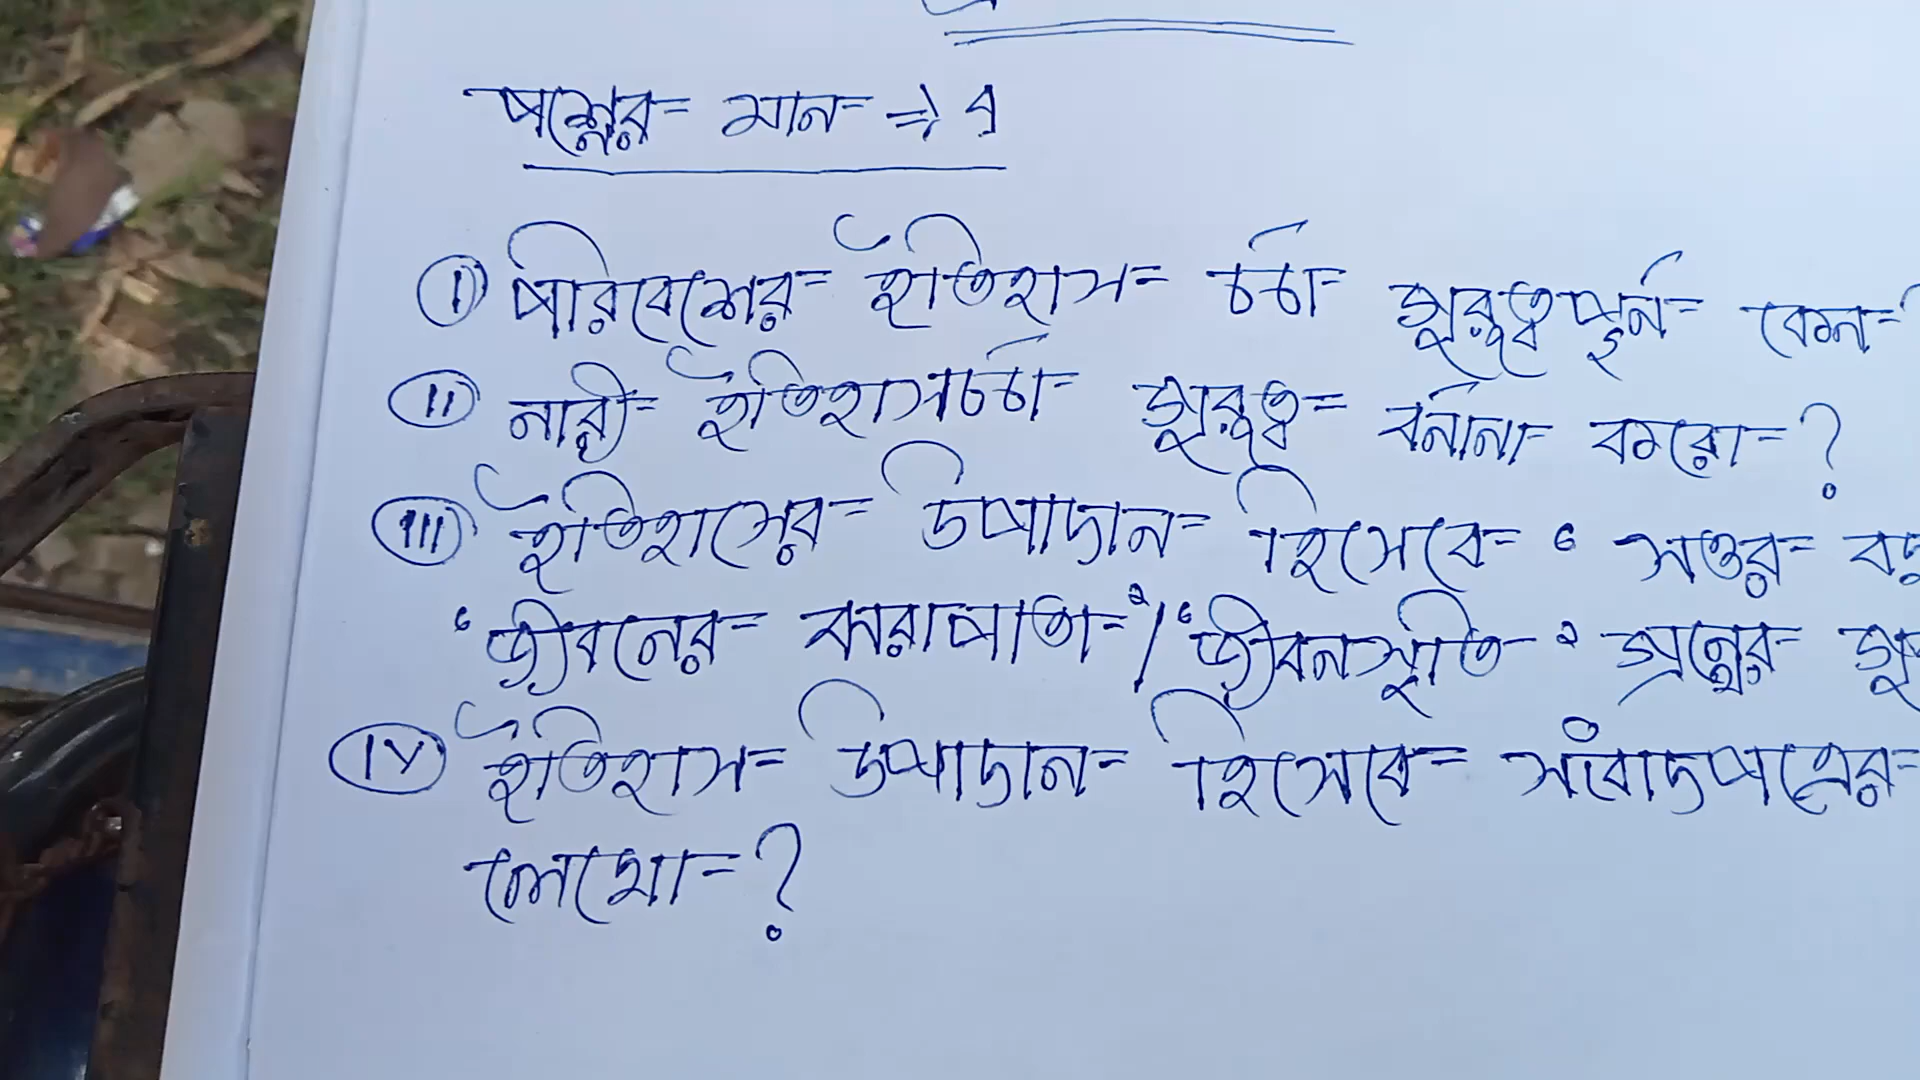 প্রশ্নের মান ⇒ 4
(I) পরিবেশের ইতিহাস চর্চা গুরুত্বপূর্ন কেন
(II) নারী ইতিহাসচর্চা গুরুত্ব বর্ননা করো ?
(III) ইতিহাসের উপাদান হিসেবে ‘ সত্তর
‘ জীবনের ঝরাপাতা ’ / ‘ জীবনস্মৃতি ’ গ্রন্থের
(IV) ইতিহাস উপাদান হিসেবে সংবাদপত্রের
লেখো ?